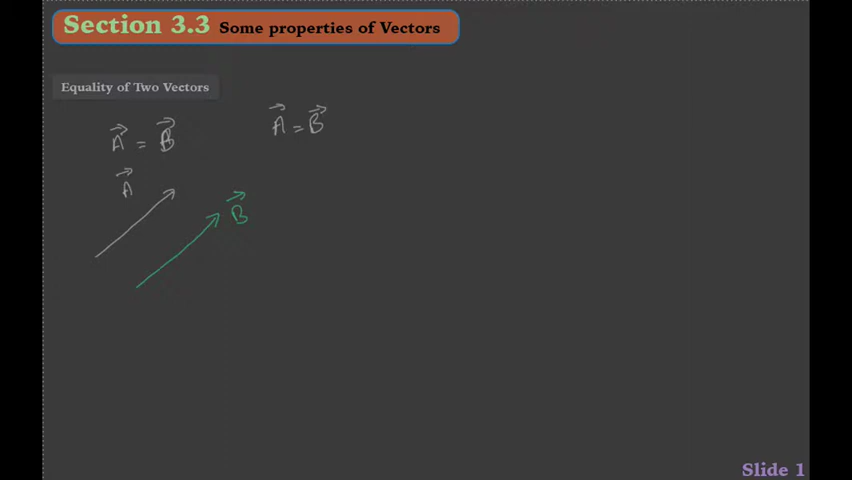 Section 3.3 Some properties of Vectors
Equality of Two Vectors
A⃗ = B⃗
A⃗ = B⃗
A⃗
B⃗
Slide 1